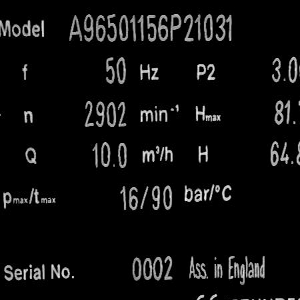 Model A96501156P21031
f 50 Hz P2 3.0
n 2902 min⁻¹ Hmax 81.
Q 10.0 m³/h H 64.8
pmax/tmax 16/90 bar/°C
Serial No. 0002 Ass. in England